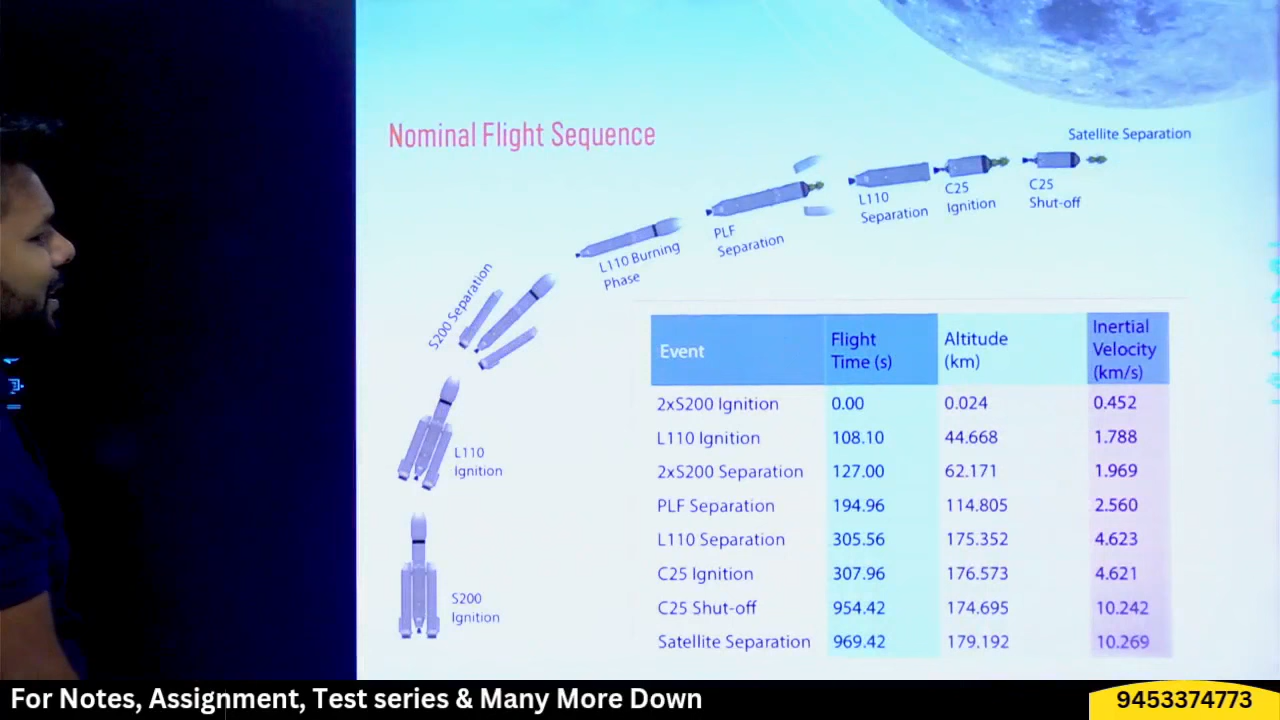 Nominal Flight Sequence
Satellite Separation
C25
Shut-off
C25
Ignition
L110
Separation
PLF
Separation
L110 Burning
Phase
S200 Separation
L110
Ignition
S200
Ignition
Event Flight Time (s) Altitude (km) Inertial Velocity (km/s)
2xS200 Ignition 0.00 0.024 0.452
L110 Ignition 108.10 44.668 1.788
2xS200 Separation 127.00 62.171 1.969
PLF Separation 194.96 114.805 2.560
L110 Separation 305.56 175.352 4.623
C25 Ignition 307.96 176.573 4.621
C25 Shut-off 954.42 174.695 10.242
Satellite Separation 969.42 179.192 10.269
For Notes, Assignment, Test series & Many More Down
9453374773